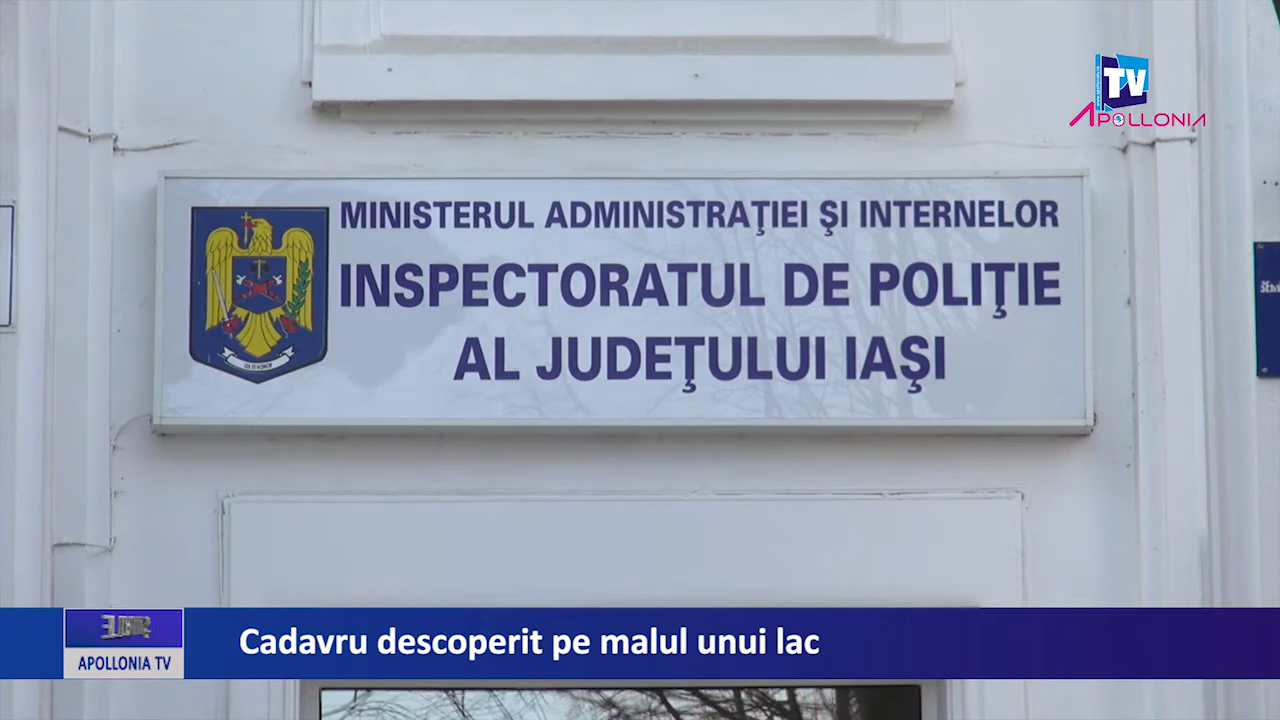 TV
APOLLONIA
MINISTERUL ADMINISTRAŢIEI ŞI INTERNELOR
INSPECTORATUL DE POLIŢIE
AL JUDEŢULUI IAŞI
APOLLONIA TV
Cadavru descoperit pe malul unui lac